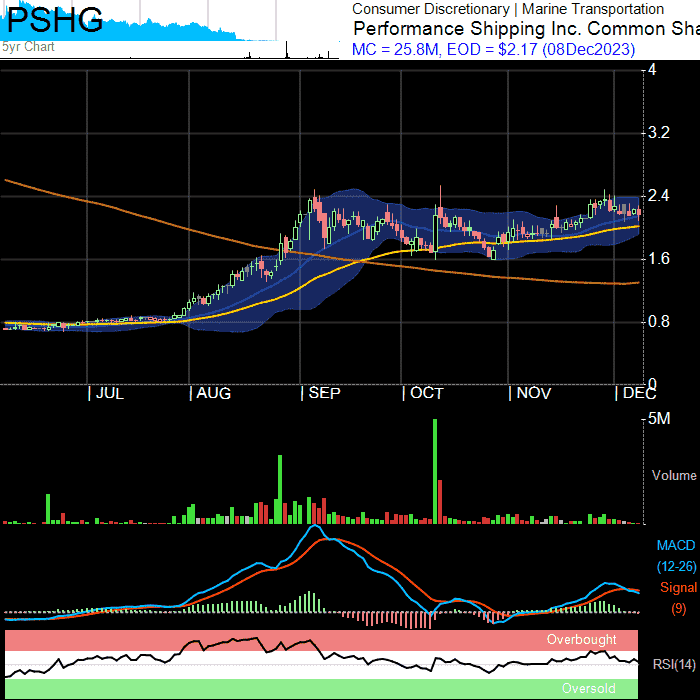 PSHG
5yr Chart
Consumer Discretionary | Marine Transportation
Performance Shipping Inc. Common Sha
MC = 25.8M, EOD = $2.17 (08Dec2023)
4
3.2
2.4
1.6
0.8
0
JUL AUG SEP OCT NOV DEC
5M
Volume
MACD
(12-26)
Signal
(9)
Overbought
RSI(14)
Oversold